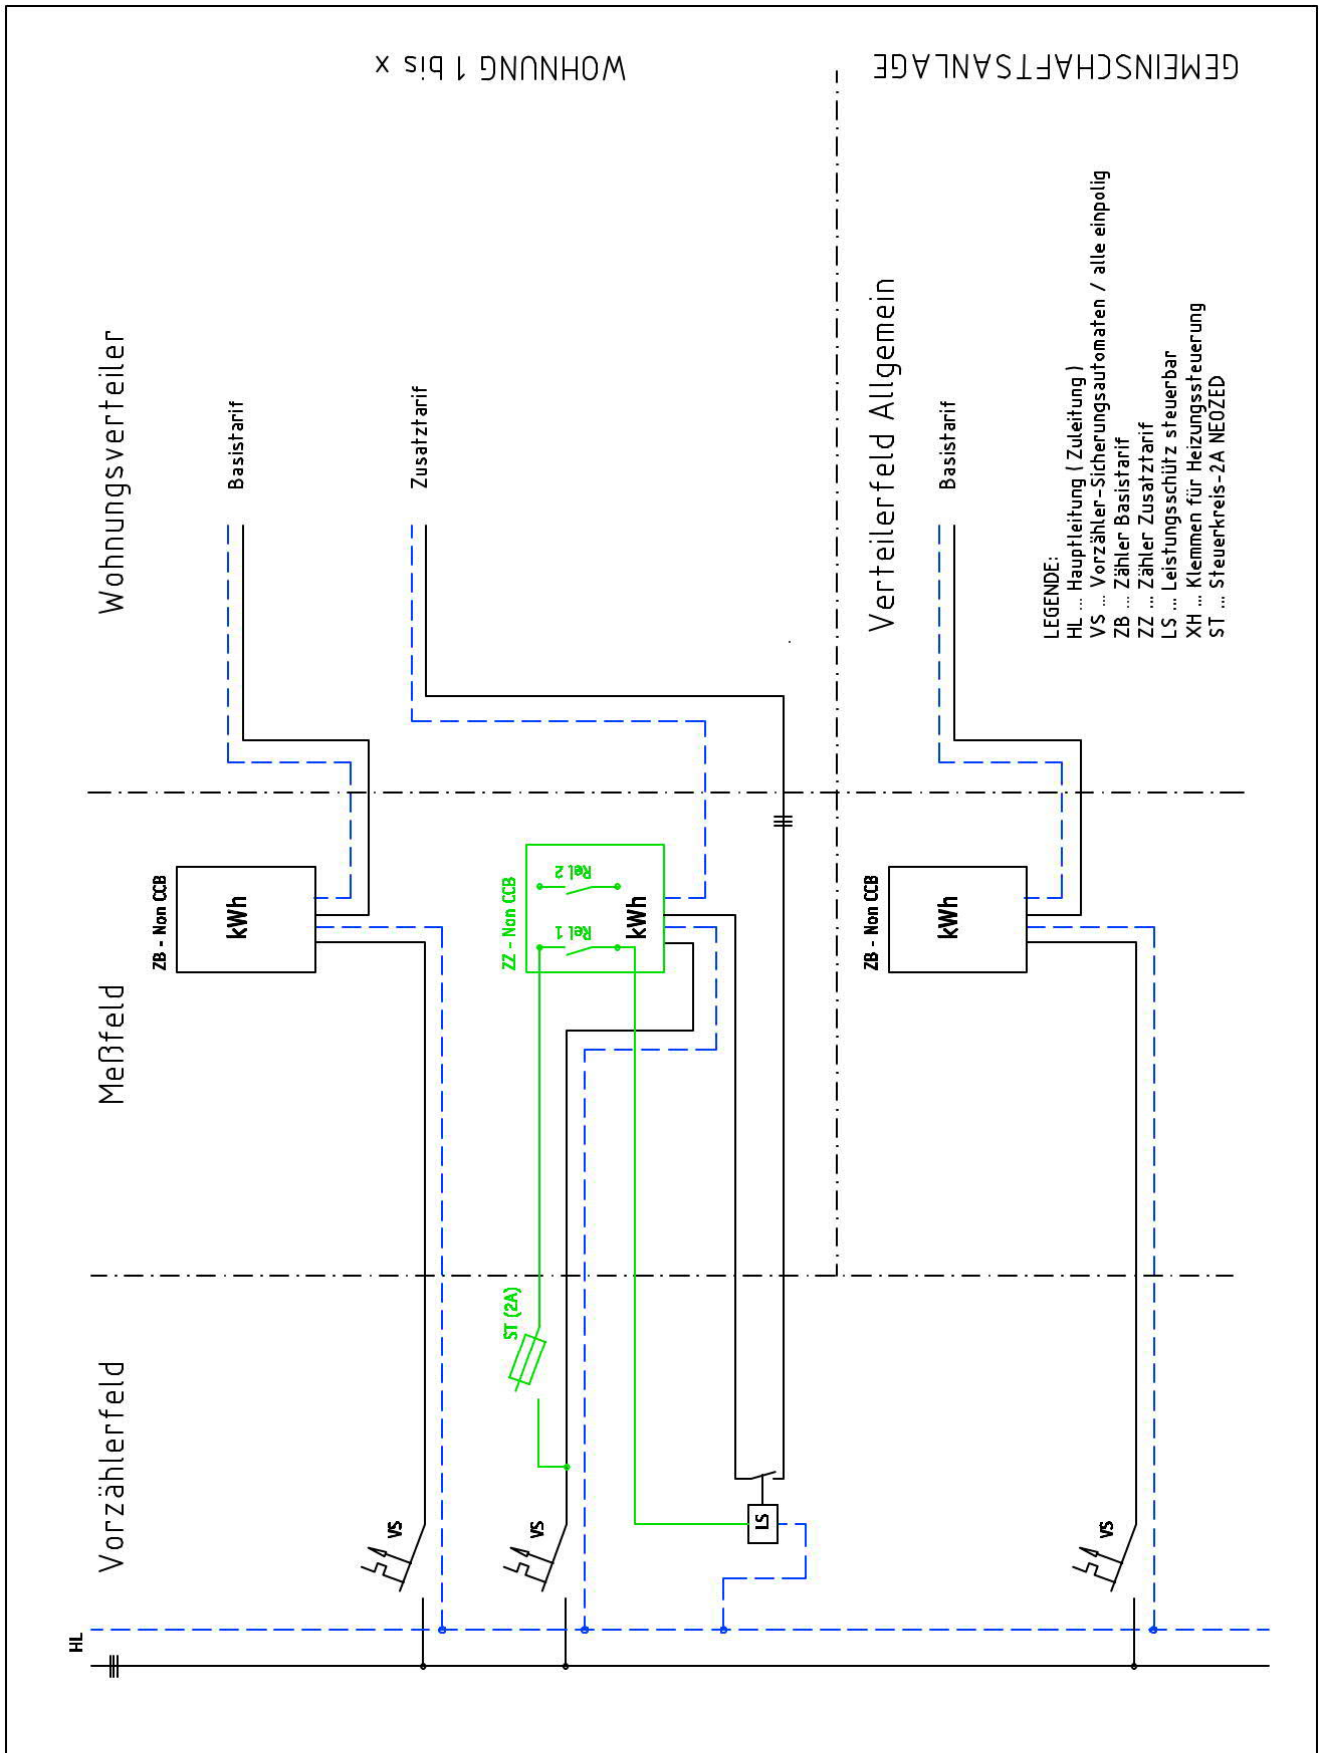 WOHNUNG 1 bis x
GEMEINSCHAFTSANLAGE
Wohnungsverteiler
Basistarif
Zusatztarif
Verteilerfeld Allgemein
Basistarif
LEGENDE:
HL ... Hauptleitung ( Zuleitung )
VS ... Vorzähler-Sicherungsautomaten / alle einpolig
ZB ... Zähler Basistarif
ZZ ... Zähler Zusatztarif
LS ... Leistungsschütz steuerbar
XH ... Klemmen für Heizungssteuerung
ST ... Steuerkreis-2A NEOZED
Meßfeld
ZB - Non CCB
kWh
ZZ - Non CCB
Rel 1
Rel 2
kWh
ZB - Non CCB
kWh
Vorzählerfeld
ST (2A)
VS
VS
LS
VS
HL